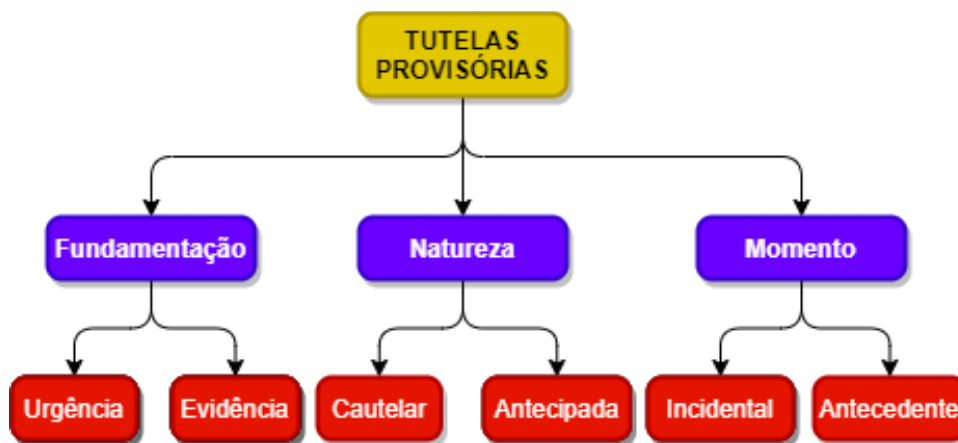 TUTELAS
PROVISÓRIAS
Fundamentação
Natureza
Momento
Urgência
Evidência
Cautelar
Antecipada
Incidental
Antecedente